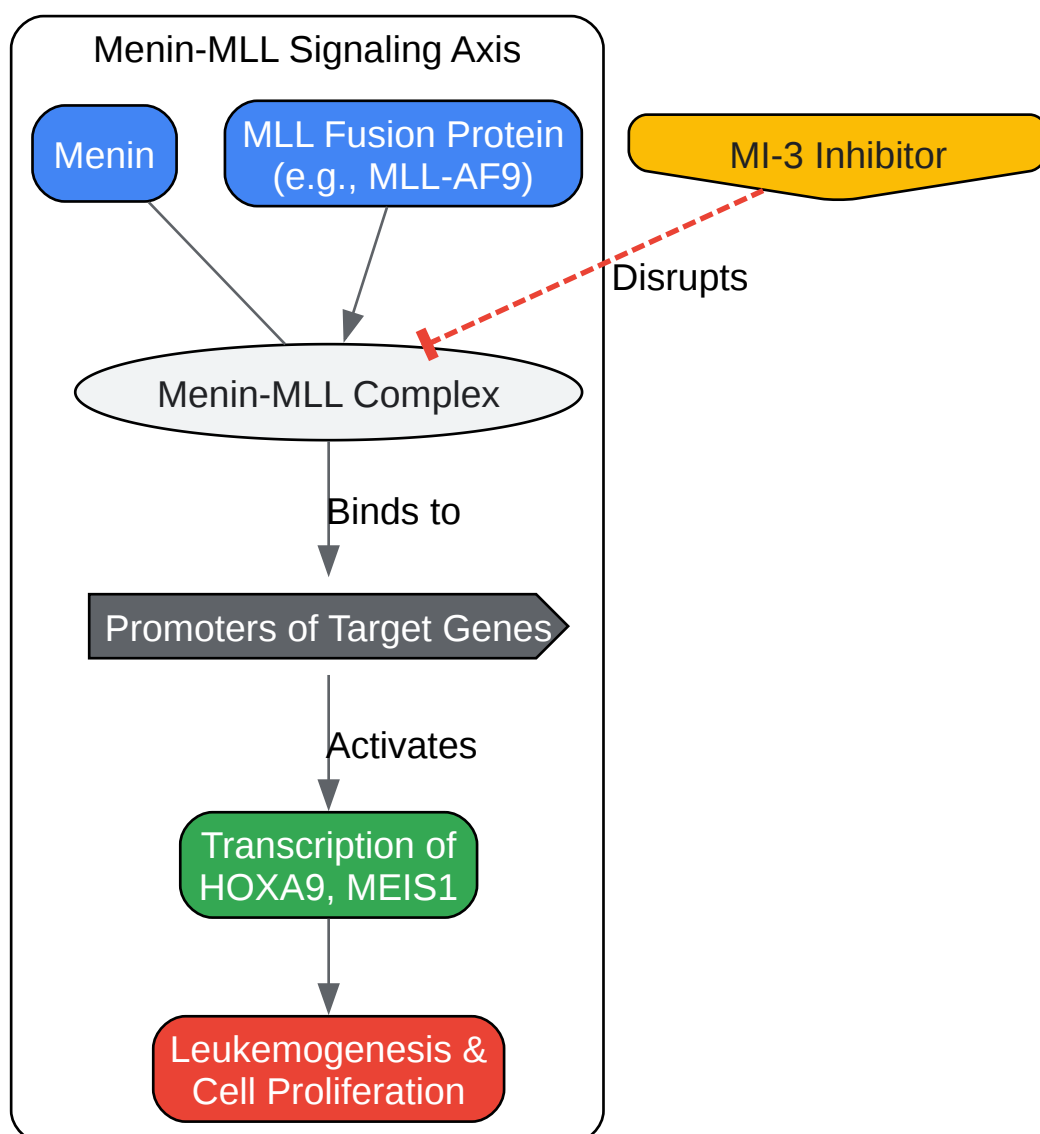 Menin-MLL Signaling Axis
Menin
MLL Fusion Protein
(e.g., MLL-AF9)
MI-3 Inhibitor
Disrupts
Menin-MLL Complex
Binds to
Promoters of Target Genes
Activates
Transcription of
HOXA9, MEIS1
Leukemogenesis &
Cell Proliferation